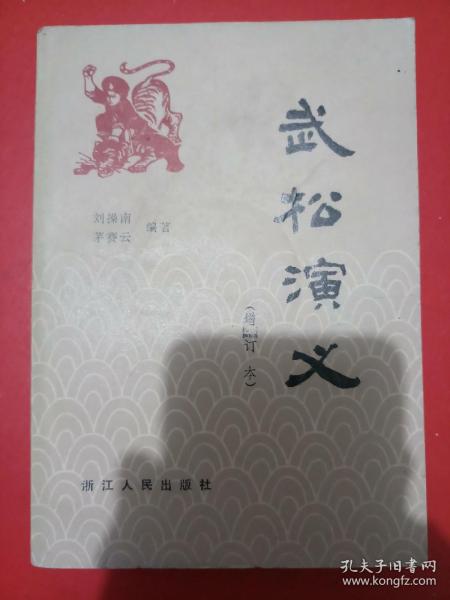 武松演义
(增订本)
刘操南
茅赛云
编著
浙江人民出版社
孔夫子旧书网
www.kongfz.com